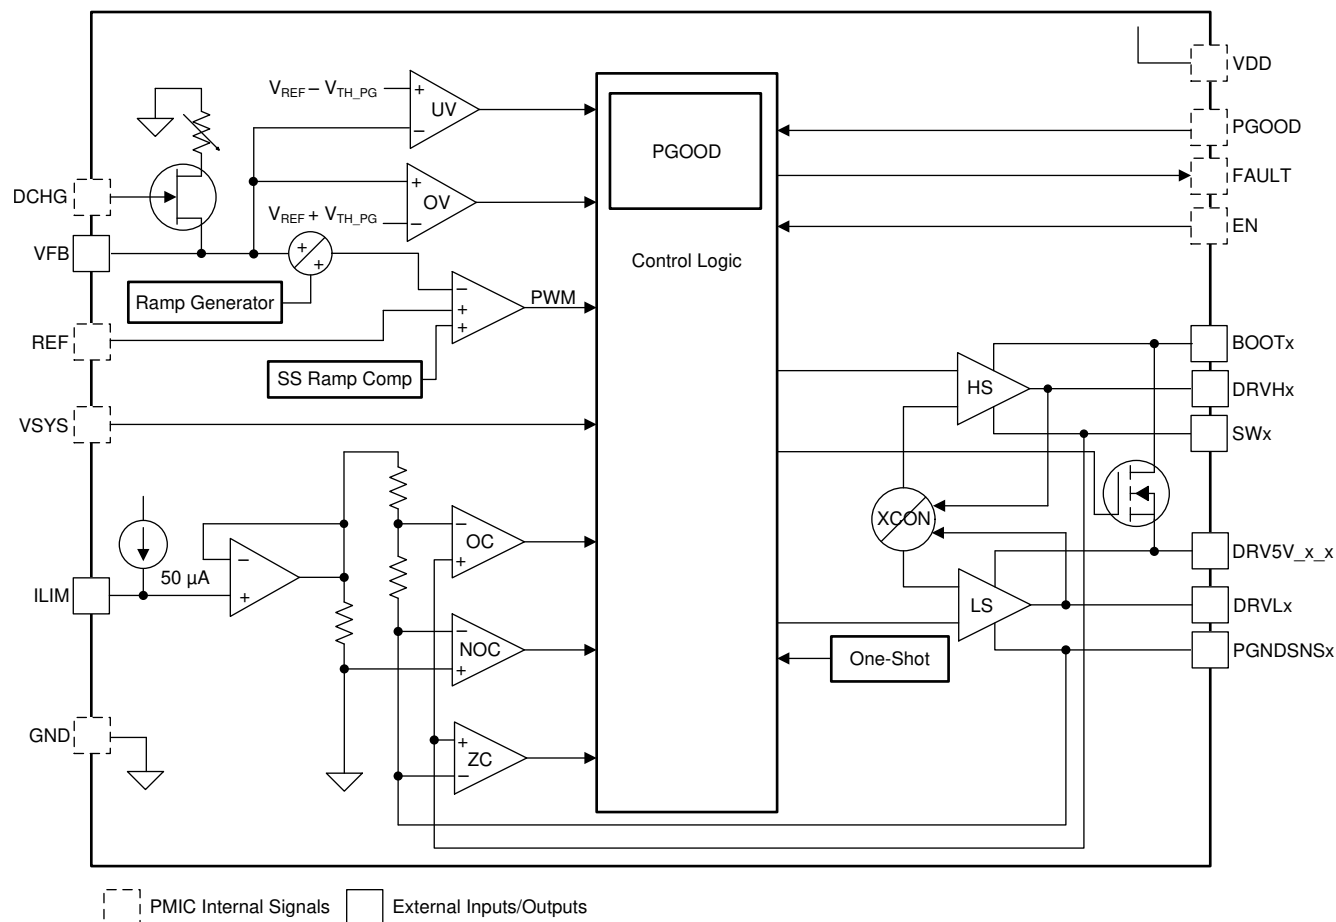 VDD
V_REF – V_TH_PG
+
UV
–
PGOOD
PGOOD
FAULT
DCHG
+
OV
V_REF + V_TH_PG
–
EN
VFB
+
+
Control Logic
Ramp Generator
–
+
+
PWM
REF
SS Ramp Comp
BOOTx
HS
DRVHx
VSYS
SWx
XCON
–
OC
+
–
+
50 µA
DRV5V_x_x
ILIM
LS
DRVLx
–
NOC
+
One-Shot
PGNDSNSx
GND
+
ZC
–
PMIC Internal Signals
External Inputs/Outputs